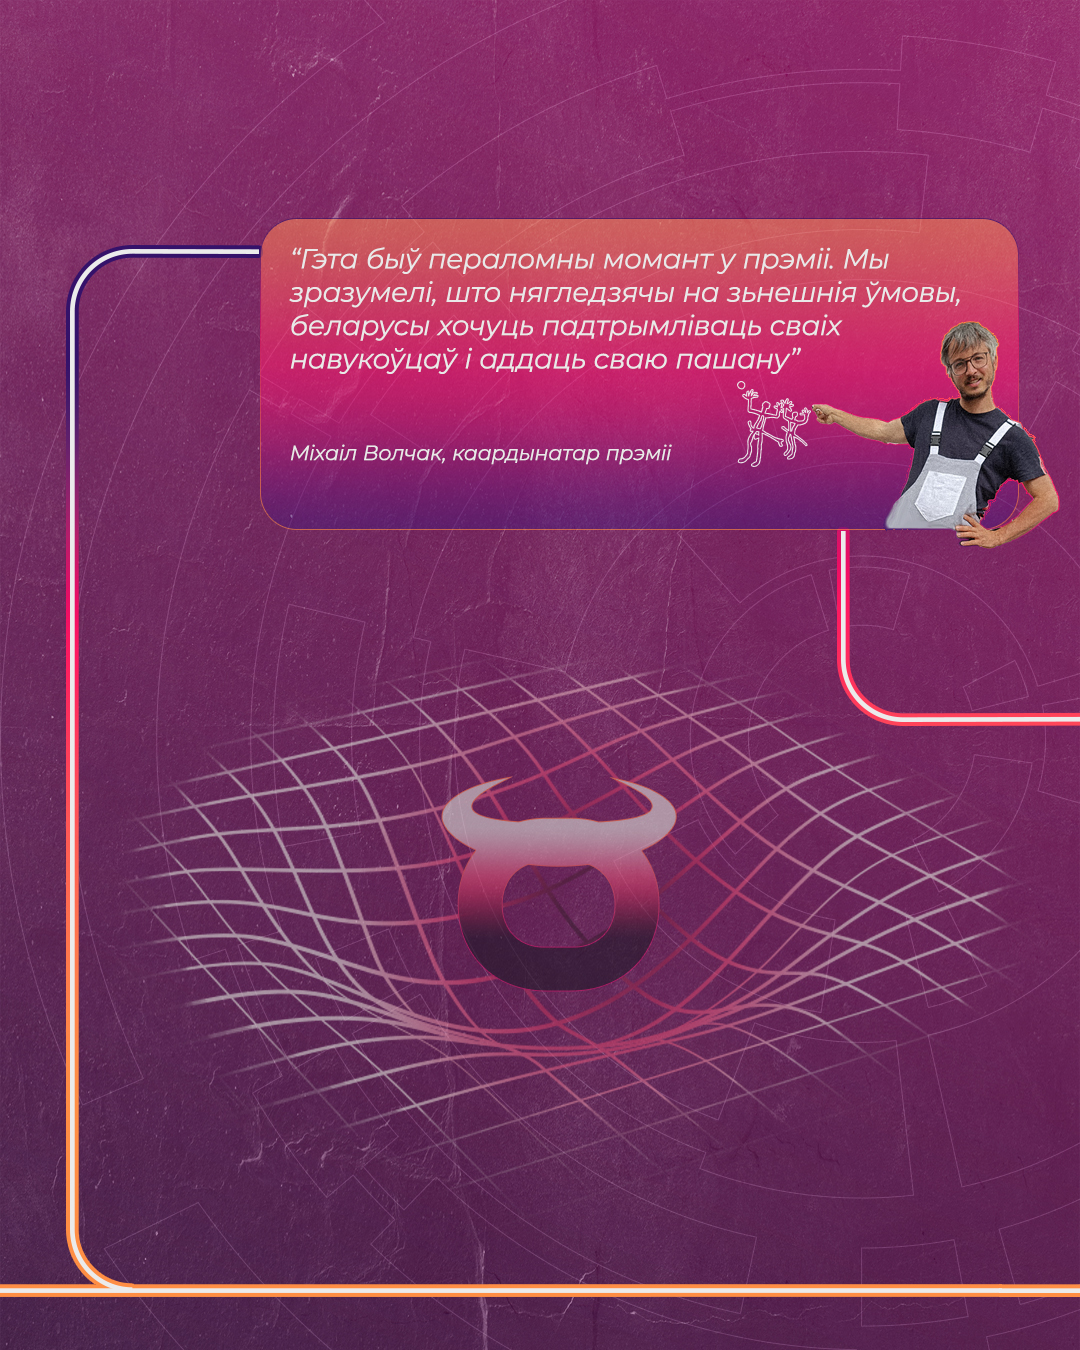 “Гэта быў пераломны момант у прэміі. Мы
зразумелі, што нягледзячы на зьнешнія ўмовы,
беларусы хочуць падтрымліваць сваіх
навукоўцаў і аддаць сваю пашану”
Міхаіл Волчак, каардынатар прэміі